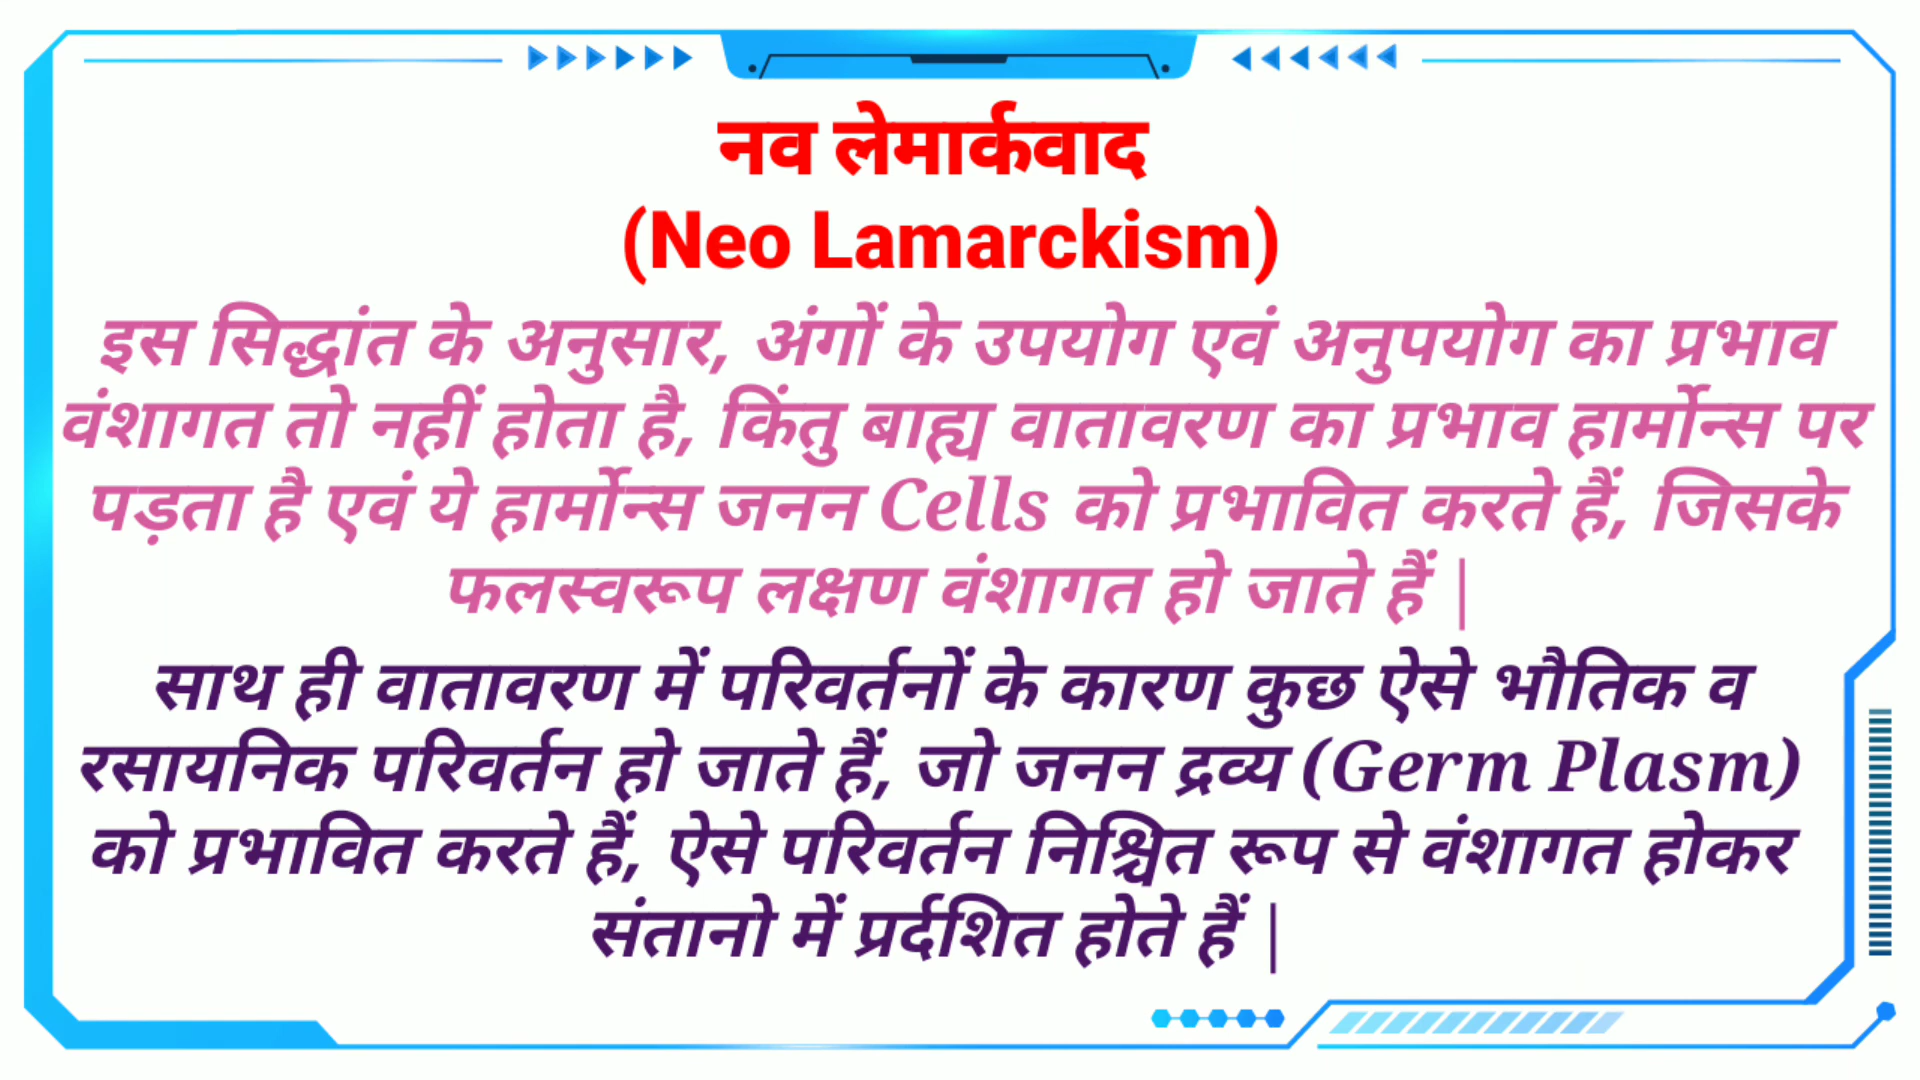 नव लेमार्कवाद
(Neo Lamarckism)
इस सिद्धांत के अनुसार, अंगों के उपयोग एवं अनुपयोग का प्रभाव
वंशागत तो नहीं होता है, किंतु बाह्य वातावरण का प्रभाव हार्मोन्स पर
पड़ता है एवं ये हार्मोन्स जनन Cells को प्रभावित करते हैं, जिसके
फलस्वरूप लक्षण वंशागत हो जाते हैं |
साथ ही वातावरण में परिवर्तनों के कारण कुछ ऐसे भौतिक व
रसायनिक परिवर्तन हो जाते हैं, जो जनन द्रव्य (Germ Plasm)
को प्रभावित करते हैं, ऐसे परिवर्तन निश्चित रूप से वंशागत होकर
संतानो में प्रर्दशित होते हैं |